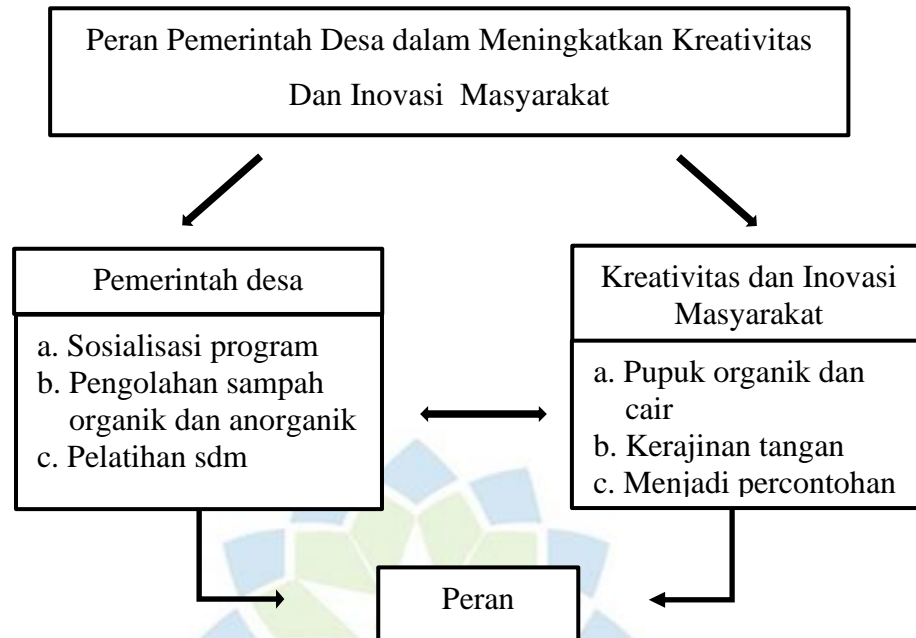 Peran Pemerintah Desa dalam Meningkatkan Kreativitas
Dan Inovasi Masyarakat
Pemerintah desa
a. Sosialisasi program
b. Pengolahan sampah
organik dan anorganik
c. Pelatihan sdm
Kreativitas dan Inovasi
Masyarakat
a. Pupuk organik dan
cair
b. Kerajinan tangan
c. Menjadi percontohan
Peran